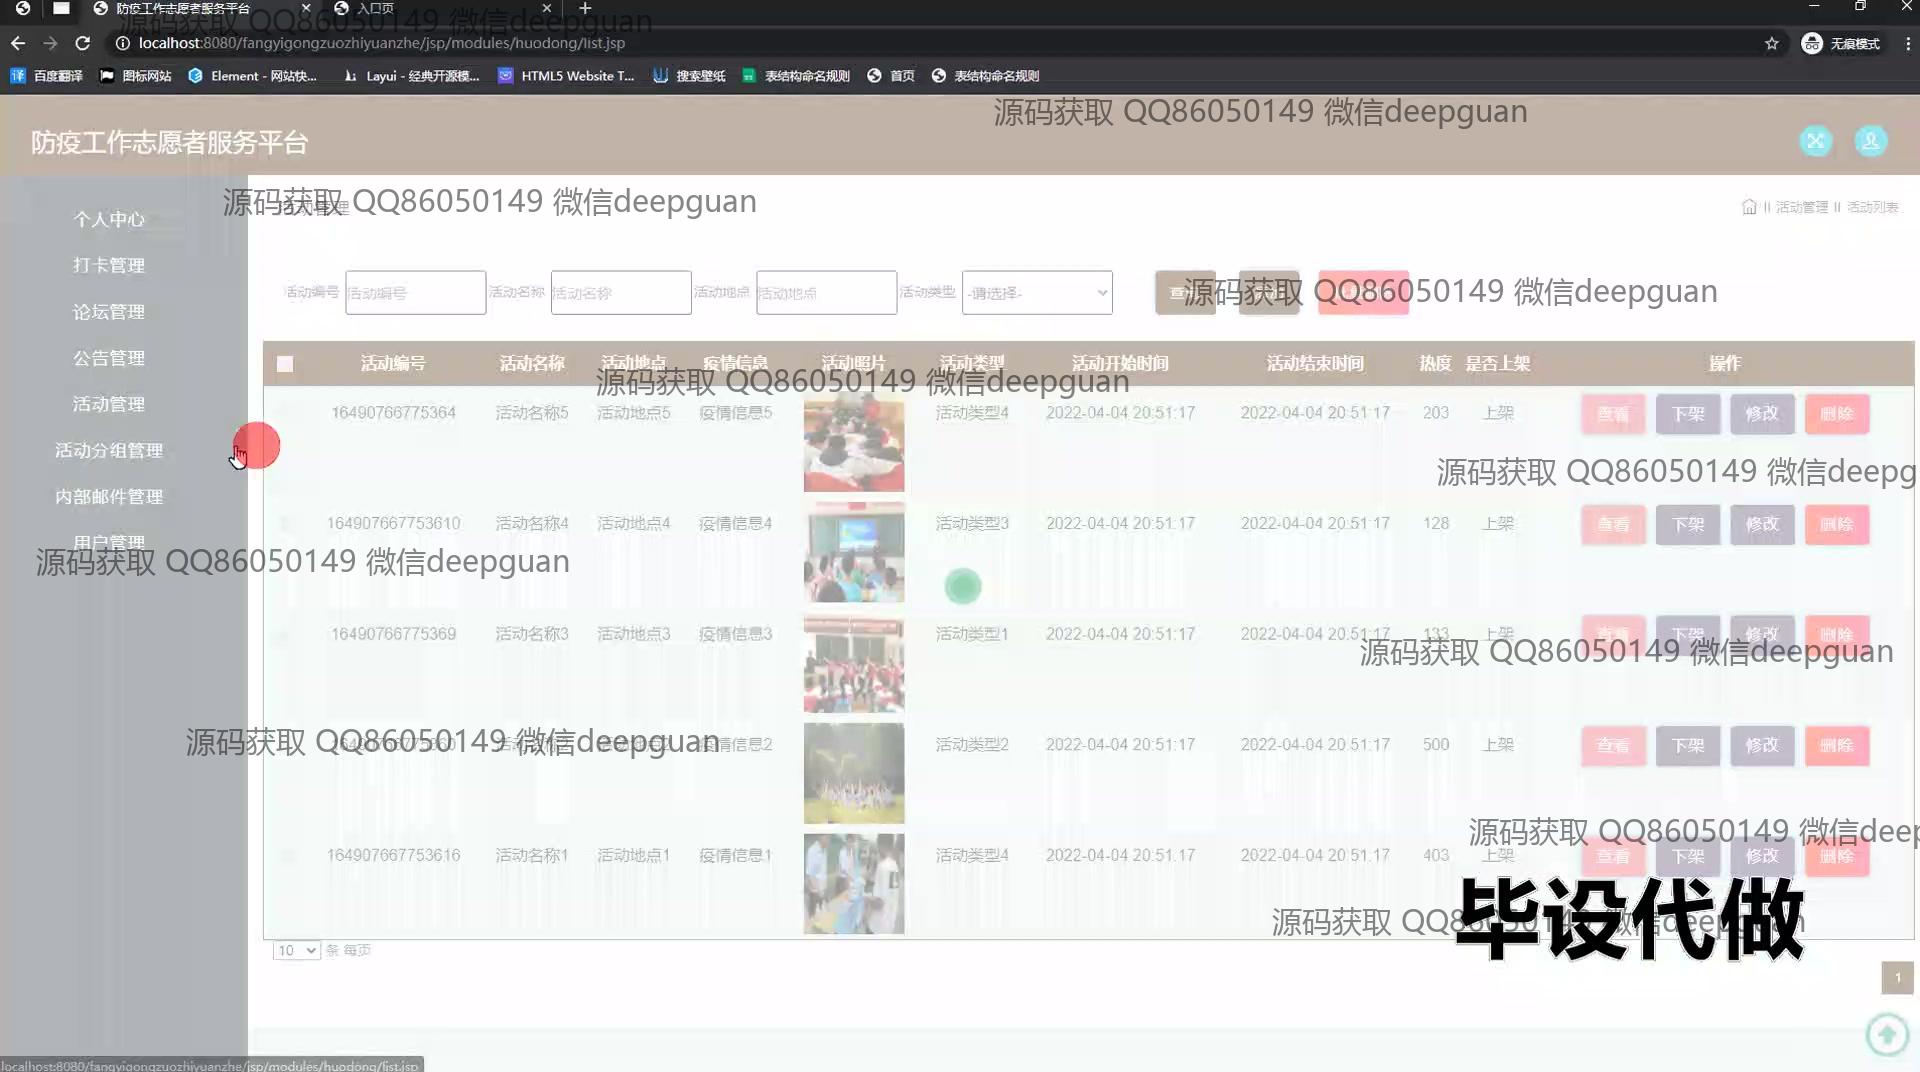 防疫工作志愿者服务平台
入口页
源码获取 QQ86050149 微信deepguan
localhost:8080/fangyigongzuozhiyuanzhe/jsp/modules/huodong/list.jsp
无痕模式
百度翻译
图标网站
Element - 网站快...
Layui - 经典开源模...
HTML5 Website T...
搜索壁纸
表结构命名规则
首页
表结构命名规则
源码获取 QQ86050149 微信deepguan
防疫工作志愿者服务平台
源码获取 QQ86050149 微信deepguan
活动管理 活动列表
个人中心
打卡管理
论坛管理
公告管理
活动管理
活动分组管理
内部邮件管理
用户管理
活动编号 活动编号 活动名称 活动名称 活动地点 活动地点 活动类型 -请选择-
源码获取 QQ86050149 微信deepguan
活动编号 活动名称 活动地点 疫情信息 活动照片 活动类型 活动开始时间 活动结束时间 热度 是否上架 操作
源码获取 QQ86050149 微信deepguan
16490766775364 活动名称5 活动地点5 疫情信息5 活动类型4 2022-04-04 20:51:17 2022-04-04 20:51:17 203 上架 查看 下架 修改 删除
源码获取 QQ86050149 微信deepg
164907667753610 活动名称4 活动地点4 疫情信息4 活动类型3 2022-04-04 20:51:17 2022-04-04 20:51:17 128 上架 查看 下架 修改 删除
源码获取 QQ86050149 微信deepguan
16490766775369 活动名称3 活动地点3 疫情信息3 活动类型1 2022-04-04 20:51:17 2022-04-04 20:51:17 133 上架 查看 下架 修改 删除
源码获取 QQ86050149 微信deepguan
源码获取 QQ86050149 微信deepguan
疫情信息2 活动类型2 2022-04-04 20:51:17 2022-04-04 20:51:17 500 上架 查看 下架 修改 删除
源码获取 QQ86050149 微信deep
164907667753616 活动名称1 活动地点1 疫情信息1 活动类型4 2022-04-04 20:51:17 2022-04-04 20:51:17 403 上架 查看 下架 修改 删除
源码获取 QQ86050149 微信deepguan
毕设代做
10 条 每页
1
localhost:8080/fangyigongzuozhiyuanzhe/jsp/modules/huodong/list.jsp